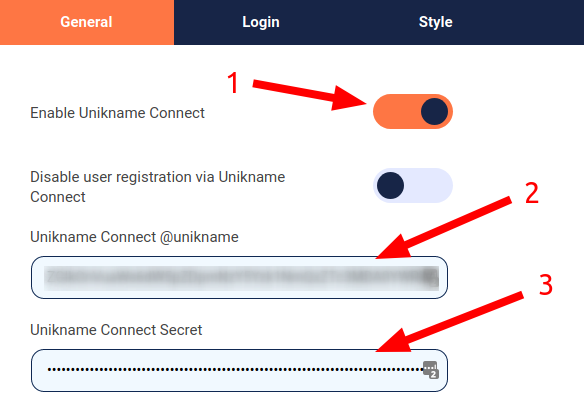 General Login Style
1
Enable Unikname Connect
Disable user registration via Unikname
Connect
2
Unikname Connect @unikname
3
Unikname Connect Secret
2